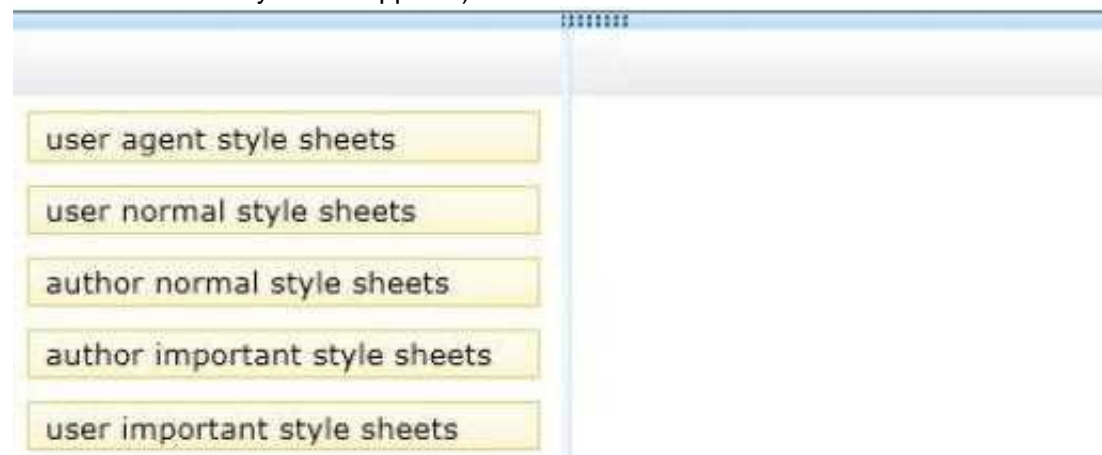 user agent style sheets
user normal style sheets
author normal style sheets
author important style sheets
user important style sheets